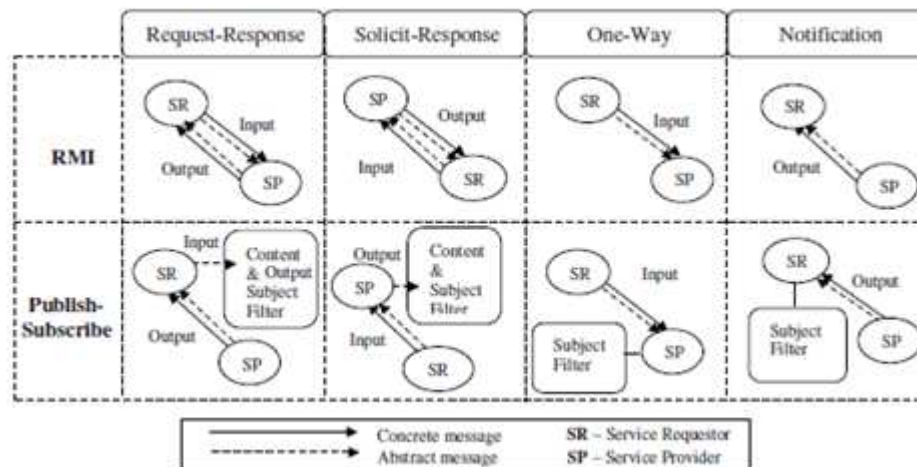 Request-Response
Solicit-Response
One-Way
Notification
RMI
SR
Input
Output
SP
SP
Output
Input
SR
SR
Input
SP
SR
SP
Publish-
Subscribe
Input
SR
Content
& Output
Subject
Filter
Output
SP
Output
SP
Content
&
Subject
Filter
Input
SR
SR
Input
Subject
Filter
SP
SR
Output
Subject
Filter
SP
Concrete message
SR – Service Requestor
Abstract message
SP – Service Provider